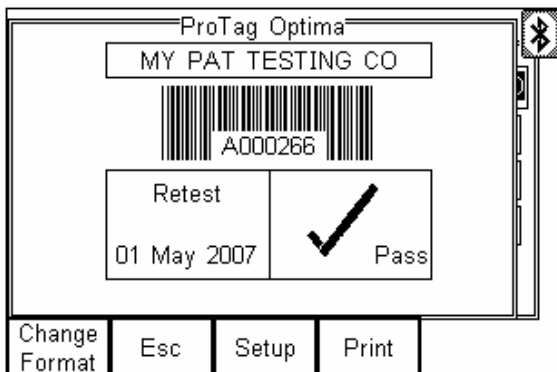 ProTag Optima
MY PAT TESTING CO
A000266
Retest
01 May 2007
Pass
Change
Format
Esc
Setup
Print